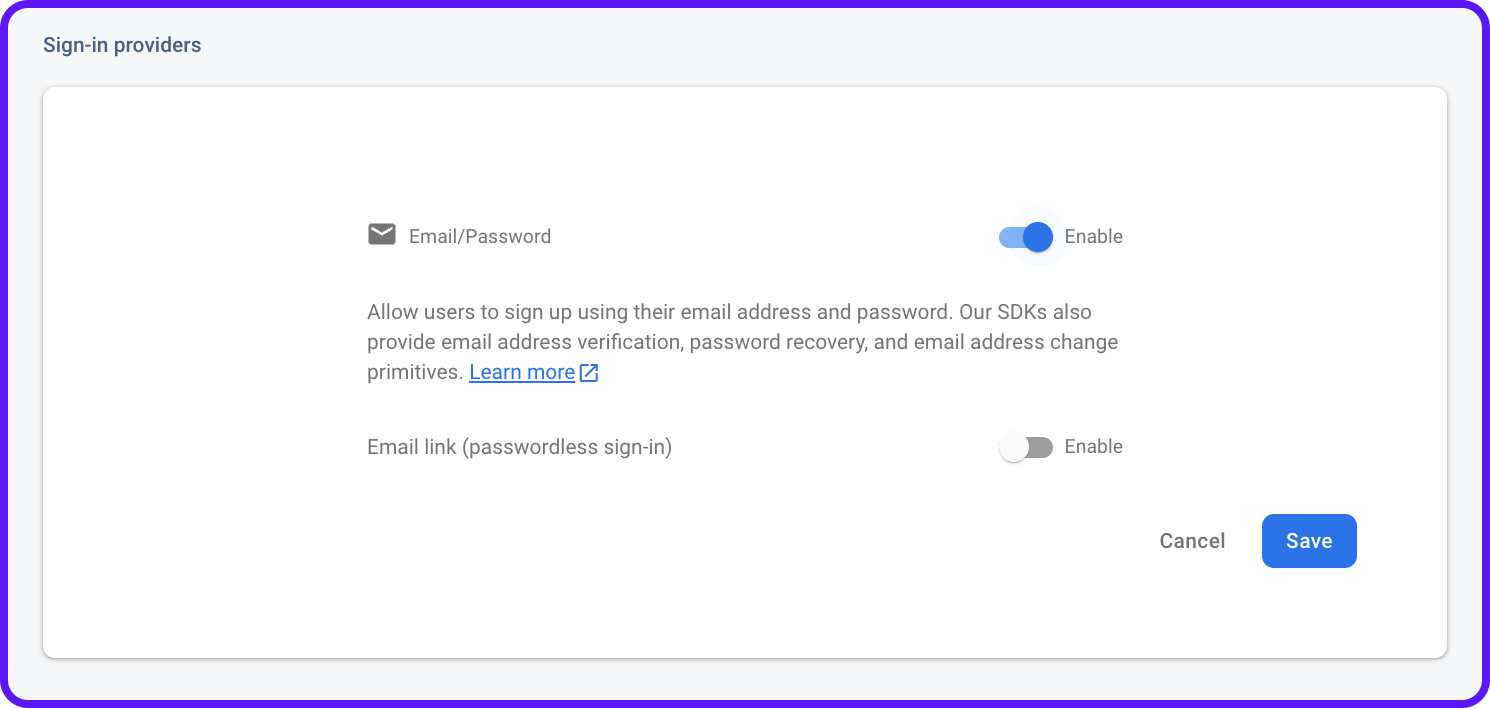 Sign-in providers
Email/Password
Enable
Allow users to sign up using their email address and password. Our SDKs also
provide email address verification, password recovery, and email address change
primitives. Learn more
Email link (passwordless sign-in)
Enable
Cancel
Save